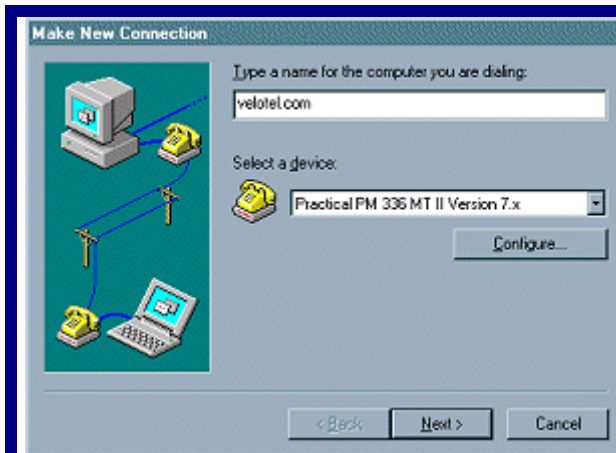 Make New Connection
Type a name for the computer you are dialing:
velotel.com
Select a device:
Practical PM 336 MT II Version 7.x
Configure...
< Back
Next >
Cancel